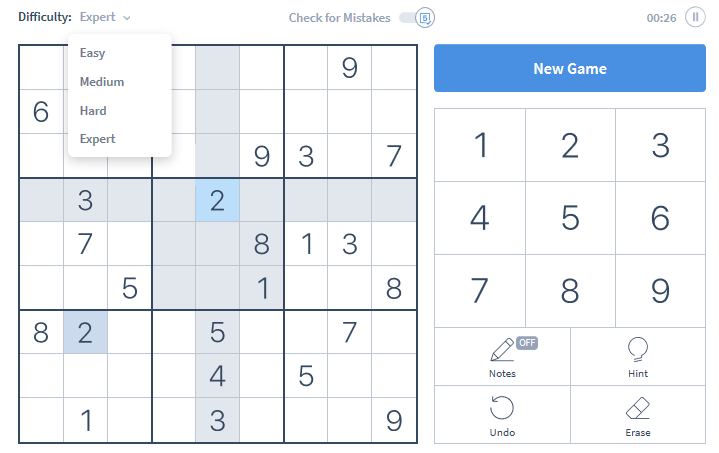 Difficulty: Expert Check for Mistakes 00:26
Easy
Medium
Hard
Expert
9
6
9 3 7
3 2
7 8 1 3
5 1 8
8 2 5 7
4 5
1 3 9
New Game
1 2 3
4 5 6
7 8 9
OFF
Notes Hint
Undo Erase